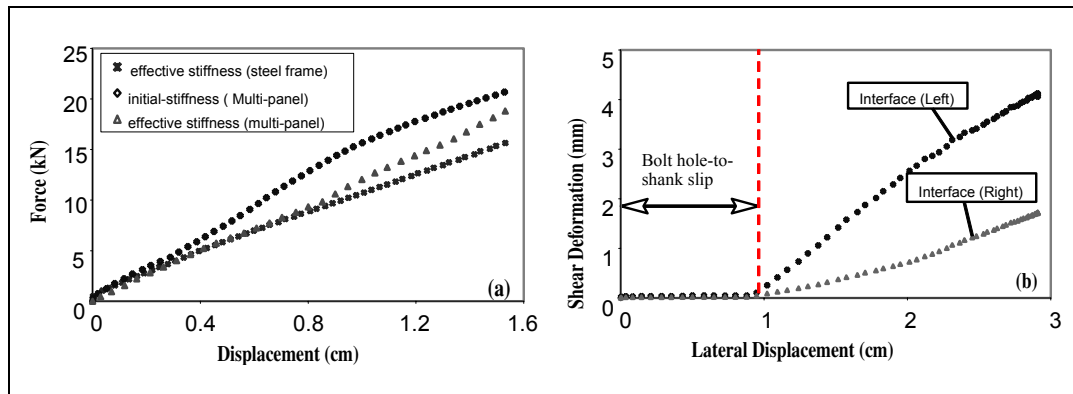 25
20
15
10
5
0
Force (kN)
effective stiffness (steel frame)
initial-stiffness ( Multi-panel)
effective stiffness (multi-panel)
(a)
0 0.4 0.8 1.2 1.6
Displacement (cm)
5
4
3
2
1
0
Shear Deformation (mm)
Interface (Left)
Bolt hole-to-
shank slip
Interface (Right)
(b)
0 1 2 3
Lateral Displacement (cm)